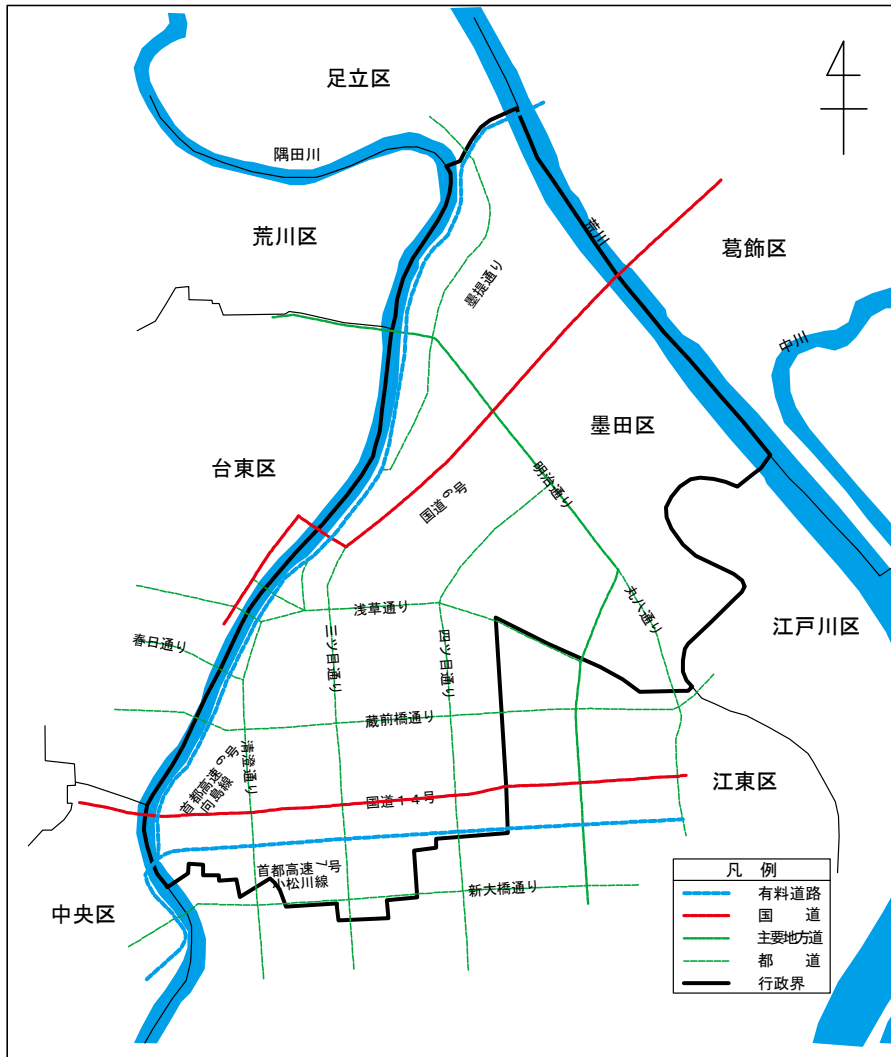 足立区
隅田川
荒川区
荒川
葛飾区
墨提通り
中川
墨田区
台東区
明治通り
国道6号
丸八通り
浅草通り
江戸川区
春日通り
三ツ目通り
四ツ目通り
蔵前橋通り
清澄通り
首都高速6号
向島線
国道14号
江東区
首都高速7号
小松川線
新大橋通り
中央区
凡 例
有料道路
国 道
主要地方道
都 道
行政界